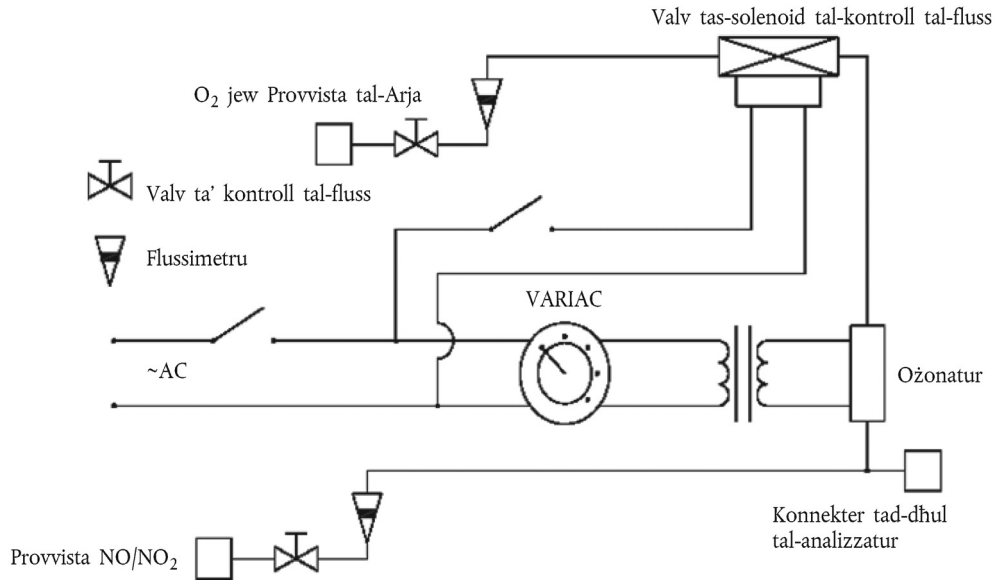 Valv tas-solenoid tal-kontroll tal-fluss
O₂ jew Provvista tal-Arja
Valv ta’ kontroll tal-fluss
Flussimetru
VARIAC
~AC
Ożonatur
Konnekter tad-dħul
tal-analizzatur
Provvista NO/NO₂